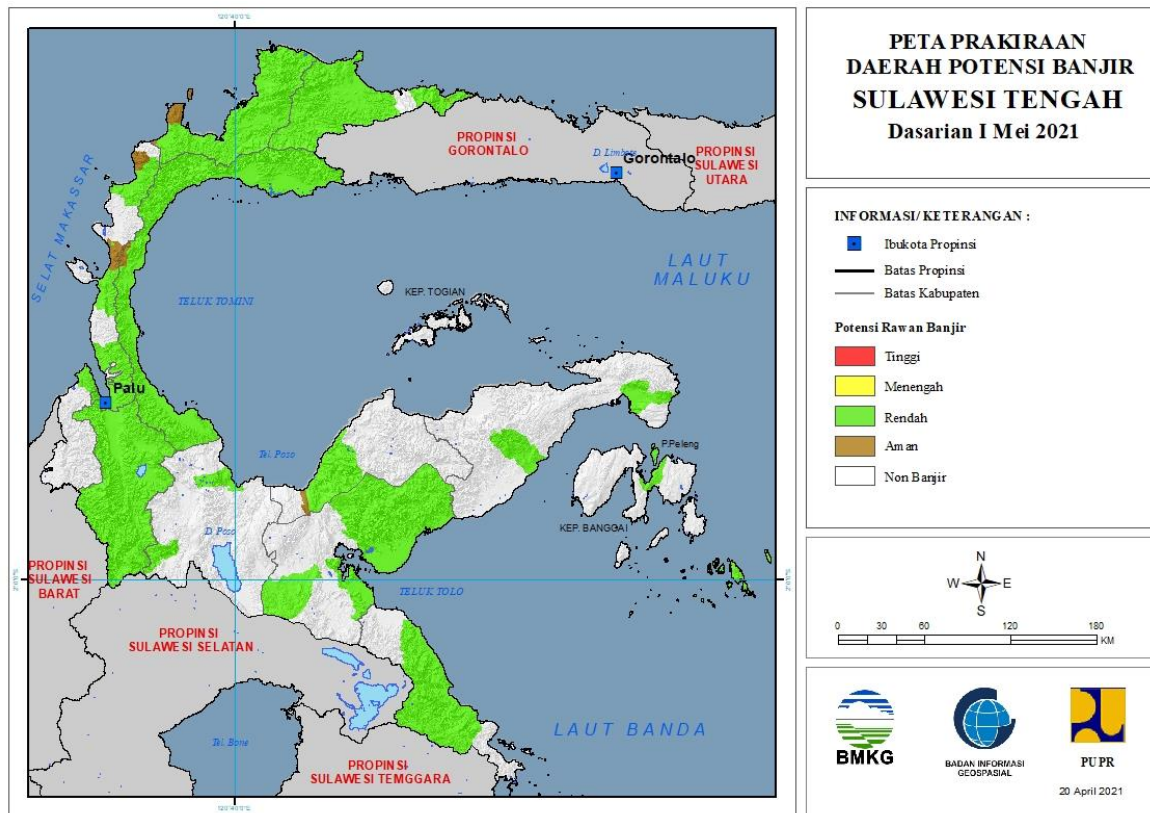 PETA PRAKIRAAN
DAERAH POTENSI BANJIR
SULAWESI TENGAH
Dasarian I Mei 2021
INFORMASI/ KETERANGAN :
Ibukota Propinsi
Batas Propinsi
Batas Kabupaten
Potensi Rawan Banjir
Tinggi
Menengah
Rendah
Aman
Non Banjir
N
W E
S
0 30 60 120 180
KM
BMKG
BADAN INFORMASI
GEOSPASIAL
PUPR
20 April 2021
120°40'0"E
PROPINSI
GORONTALO
D. Limboto
Gorontalo
PROPINSI
SULAWESI
UTARA
SELAT MAKASSAR
LAUT
MALUKU
TELUK TOMINI
KEP. TOGIAN
Palu
Tel. Poso
P.Peleng
KEP. BANGGAI
D. Poso
PROPINSI
SULAWESI
BARAT
TELUK TOLO
PROPINSI
SULAWESI SELATAN
LAUT BANDA
Tel. Bone
PROPINSI
SULAWESI TEMGGARA